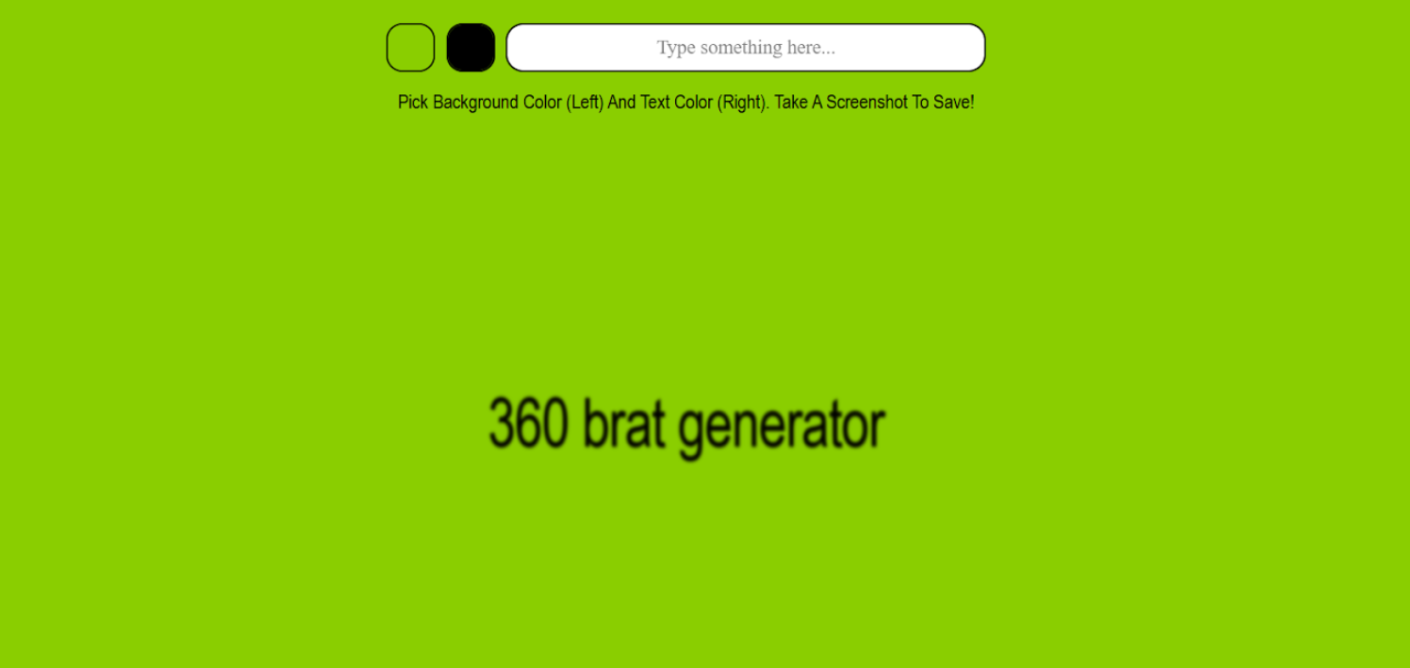 Type something here...
Pick Background Color (Left) And Text Color (Right). Take A Screenshot To Save!
360 brat generator